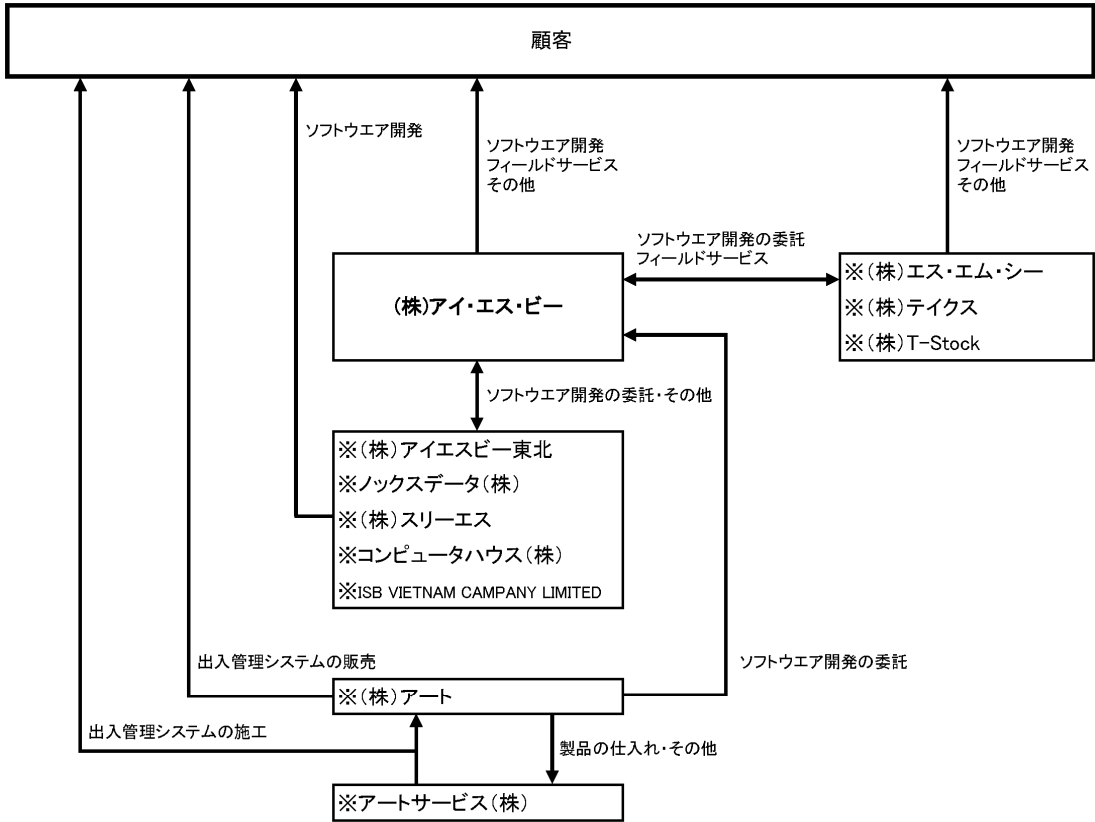 顧客
ソフトウエア開発
ソフトウエア開発
フィールドサービス
その他
ソフトウエア開発
フィールドサービス
その他
ソフトウエア開発の委託
フィールドサービス
(株)アイ・エス・ビー
※(株)エス・エム・シー
※(株)テイクス
※(株)T-Stock
ソフトウエア開発の委託・その他
※(株)アイエスビー東北
※ノックスデータ(株)
※(株)スリーエス
※コンピュータハウス(株)
※ISB VIETNAM CAMPANY LIMITED
出入管理システムの販売
ソフトウエア開発の委託
※(株)アート
出入管理システムの施工
製品の仕入れ・その他
※アートサービス(株)